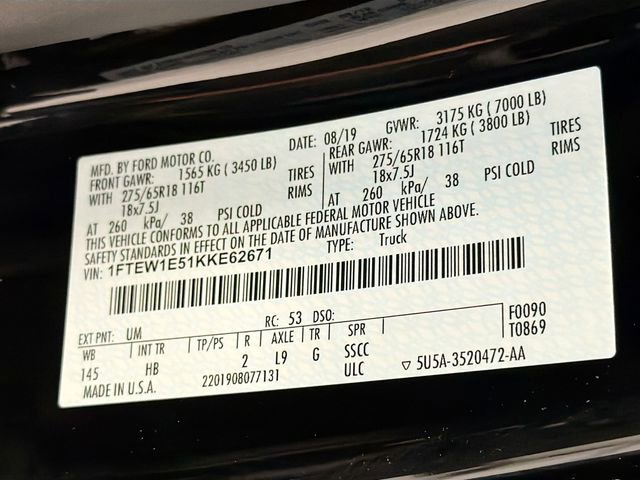 MFD. BY FORD MOTOR CO. DATE: 08/19 GVWR: 3175 KG ( 7000 LB)
FRONT GAWR: 1565 KG ( 3450 LB) REAR GAWR: 1724 KG ( 3800 LB)
WITH 275/65R18 116T TIRES WITH 275/65R18 116T TIRES
18x7.5J RIMS 18x7.5J RIMS
AT 260 kPa/ 38 PSI COLD AT 260 kPa/ 38 PSI COLD
THIS VEHICLE CONFORMS TO ALL APPLICABLE FEDERAL MOTOR VEHICLE
SAFETY STANDARDS IN EFFECT ON THE DATE OF MANUFACTURE SHOWN ABOVE.
VIN: 1FTEW1E51KKE62671 TYPE: Truck
EXT PNT: UM RC: 53 DSO: F0090
WB INT TR TP/PS R AXLE TR SPR T0869
145 HB 2 L9 G SSCC
MADE IN U.S.A. 2201908077131 ULC ▽ 5U5A-3520472-AA